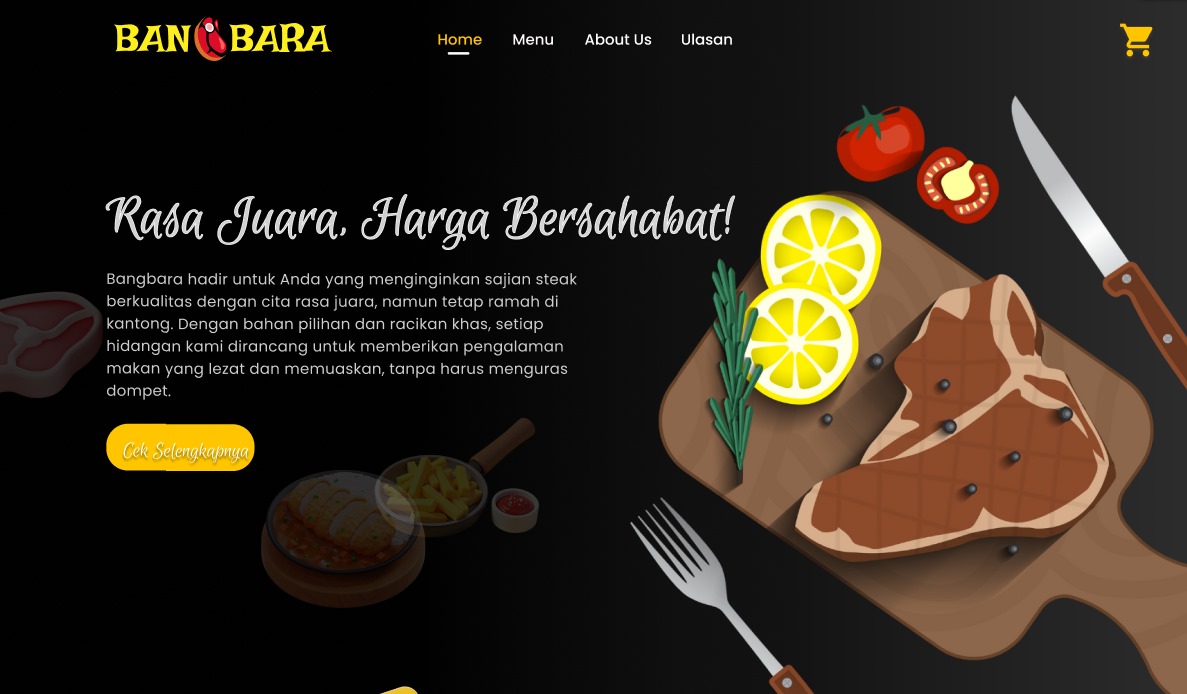 BANGBARA
Home Menu About Us Ulasan
Rasa Juara, Harga Bersahabat!
Bangbara hadir untuk Anda yang menginginkan sajian steak
berkualitas dengan cita rasa juara, namun tetap ramah di
kantong. Dengan bahan pilihan dan racikan khas, setiap
hidangan kami dirancang untuk memberikan pengalaman
makan yang lezat dan memuaskan, tanpa harus menguras
dompet.
Cek Selengkapnya